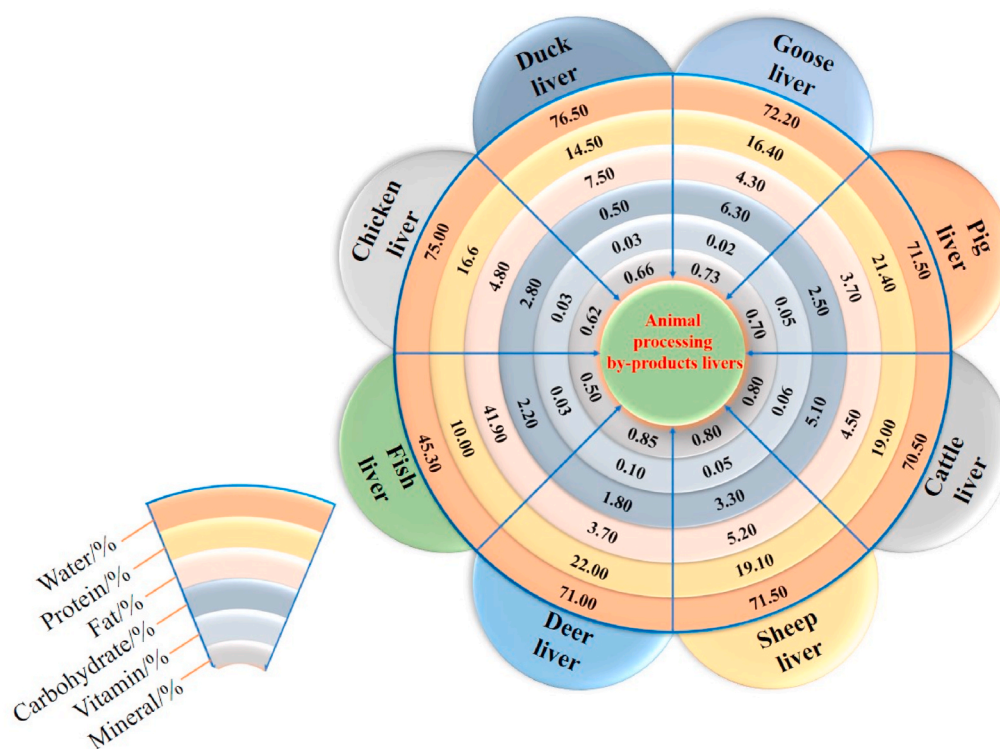 Duck
liver
76.50
14.50
7.50
0.50
0.03
0.66
Goose
liver
72.20
16.40
4.30
6.30
0.02
0.73
Pig
liver
71.50
21.40
3.70
2.50
0.05
0.70
Cattle
liver
70.50
19.00
4.50
5.10
0.06
0.80
Sheep
liver
71.50
19.10
5.20
3.30
0.05
0.80
Deer
liver
71.00
22.00
3.70
1.80
0.10
0.85
Fish
liver
45.30
10.00
41.90
2.20
0.03
0.50
Chicken
liver
75.00
16.6
4.80
2.80
0.03
0.62
Animal
processing
by-products livers
Water/%
Protein/%
Fat/%
Carbohydrate/%
Vitamin/%
Mineral/%